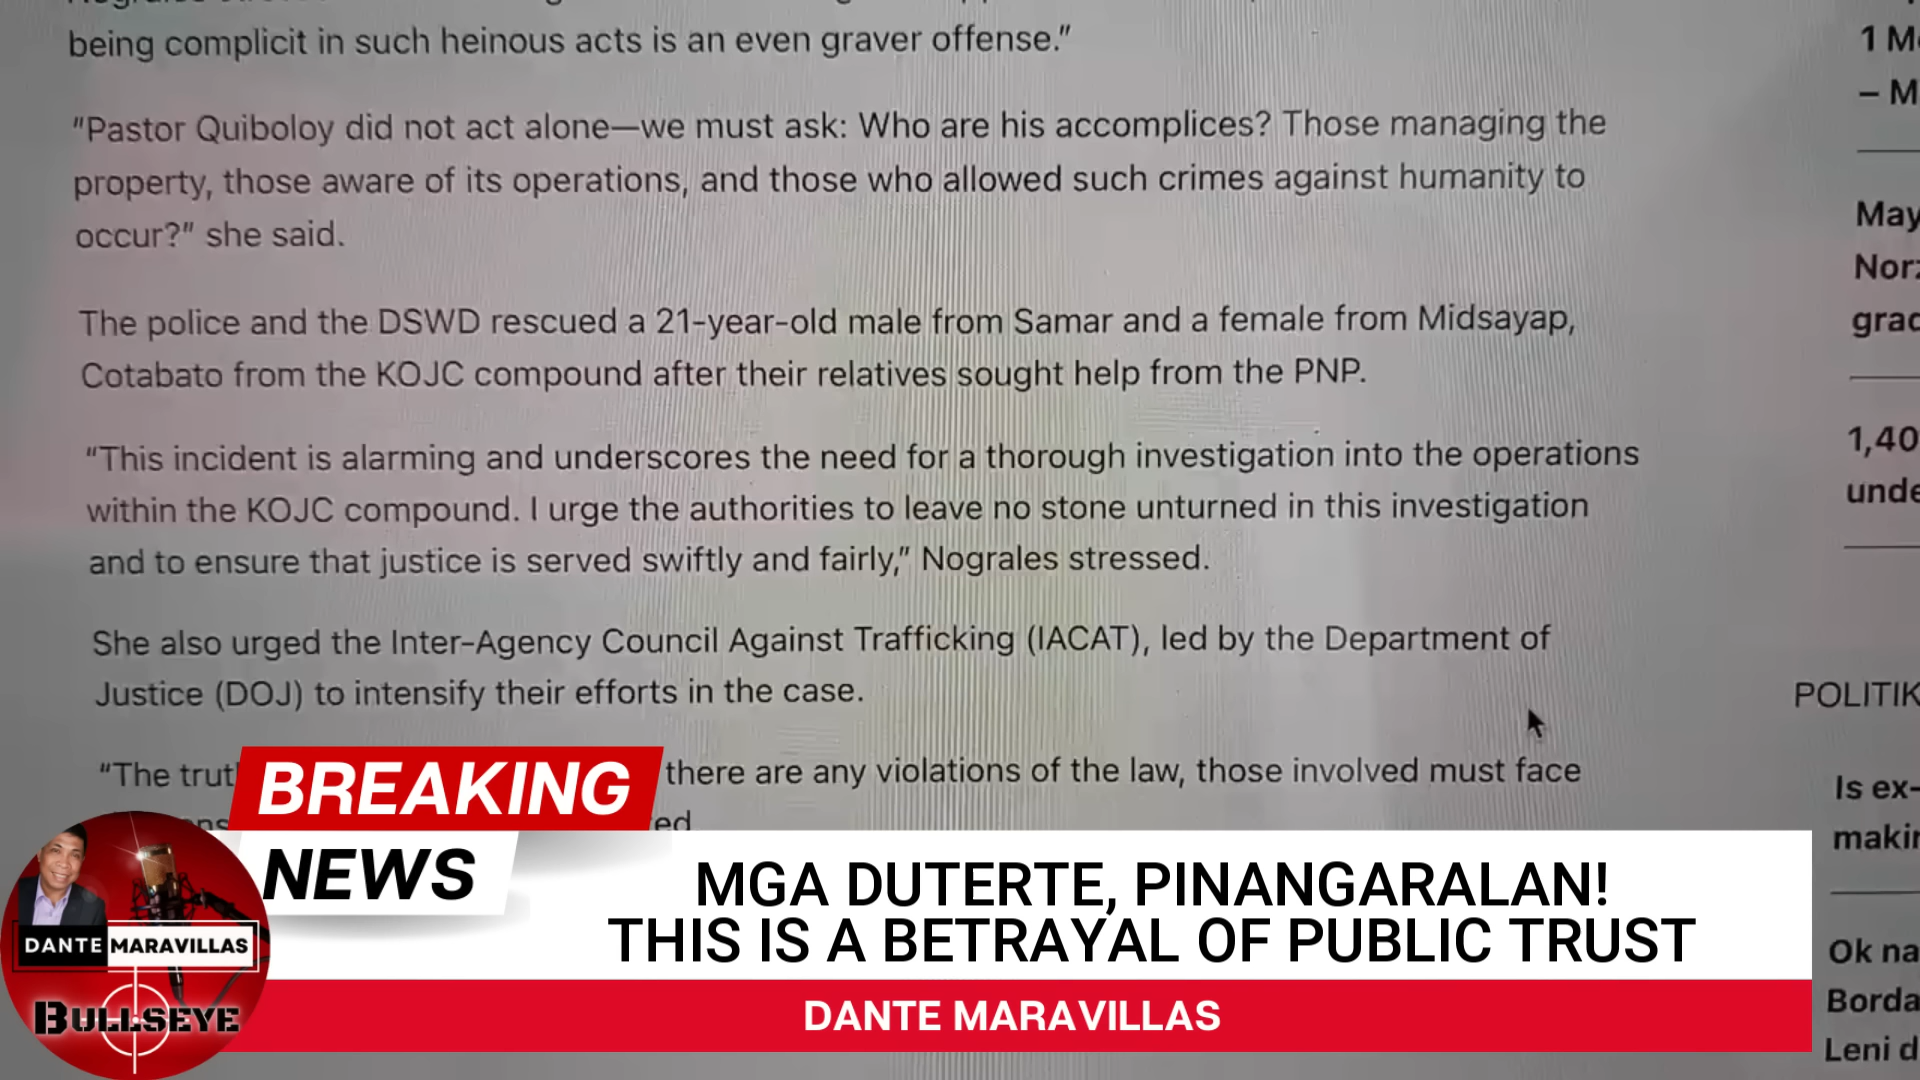 being complicit in such heinous acts is an even graver offense."
"Pastor Quiboloy did not act alone—we must ask: Who are his accomplices? Those managing the
property, those aware of its operations, and those who allowed such crimes against humanity to
occur?" she said.
The police and the DSWD rescued a 21-year-old male from Samar and a female from Midsayap,
Cotabato from the KOJC compound after their relatives sought help from the PNP.
“This incident is alarming and underscores the need for a thorough investigation into the operations
within the KOJC compound. I urge the authorities to leave no stone unturned in this investigation
and to ensure that justice is served swiftly and fairly,” Nograles stressed.
She also urged the Inter-Agency Council Against Trafficking (IACAT), led by the Department of
Justice (DOJ) to intensify their efforts in the case.
“The there are any violations of the law, those involved must face
1
–
May
1,40
POLITIK
Is ex-
Ok na
Leni
BREAKING
NEWS
MGA DUTERTE, PINANGARALAN!
THIS IS A BETRAYAL OF PUBLIC TRUST
DANTE MARAVILLAS
DANTE MARAVILLAS
BULLSEYE